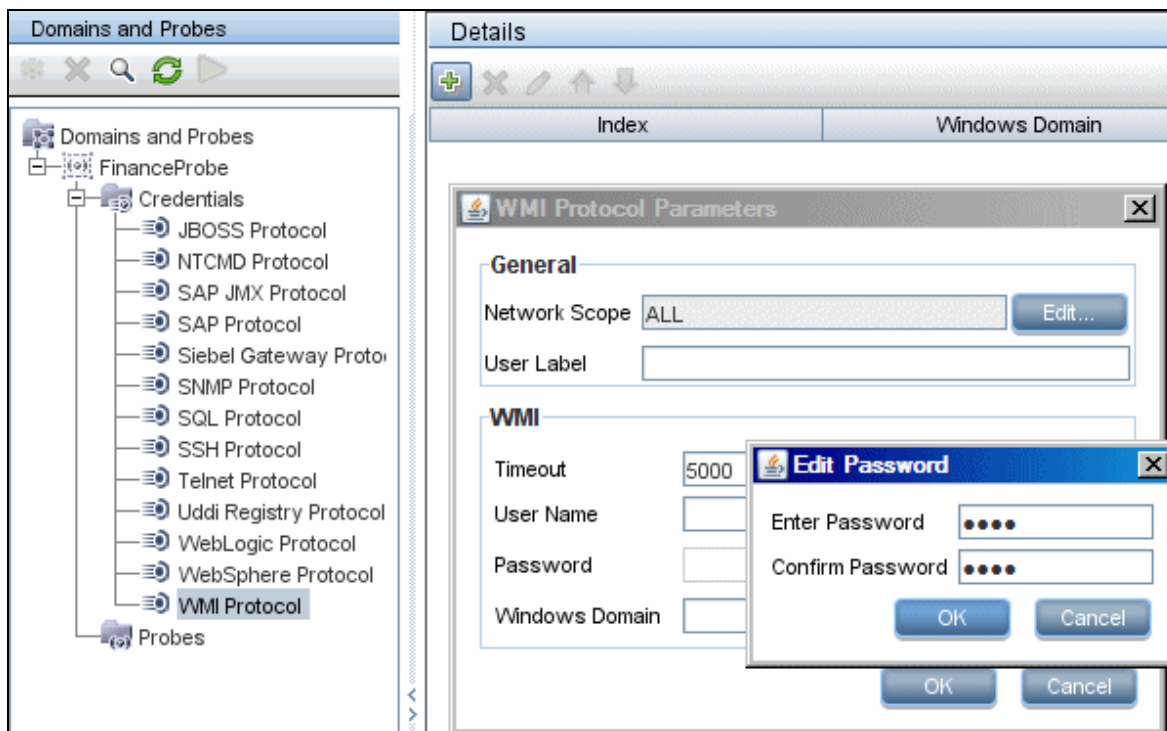 Domains and Probes
Domains and Probes
FinanceProbe
Credentials
JBOSS Protocol
NTCMD Protocol
SAP JMX Protocol
SAP Protocol
Siebel Gateway Proto
SNMP Protocol
SQL Protocol
SSH Protocol
Telnet Protocol
Uddi Registry Protocol
WebLogic Protocol
WebSphere Protocol
WMI Protocol
Probes
Details
Index Windows Domain
WMI Protocol Parameters
General
Network Scope ALL Edit...
User Label
WMI
Timeout 5000
User Name
Password
Windows Domain
OK Cancel
Edit Password
Enter Password ••••
Confirm Password ••••
OK Cancel